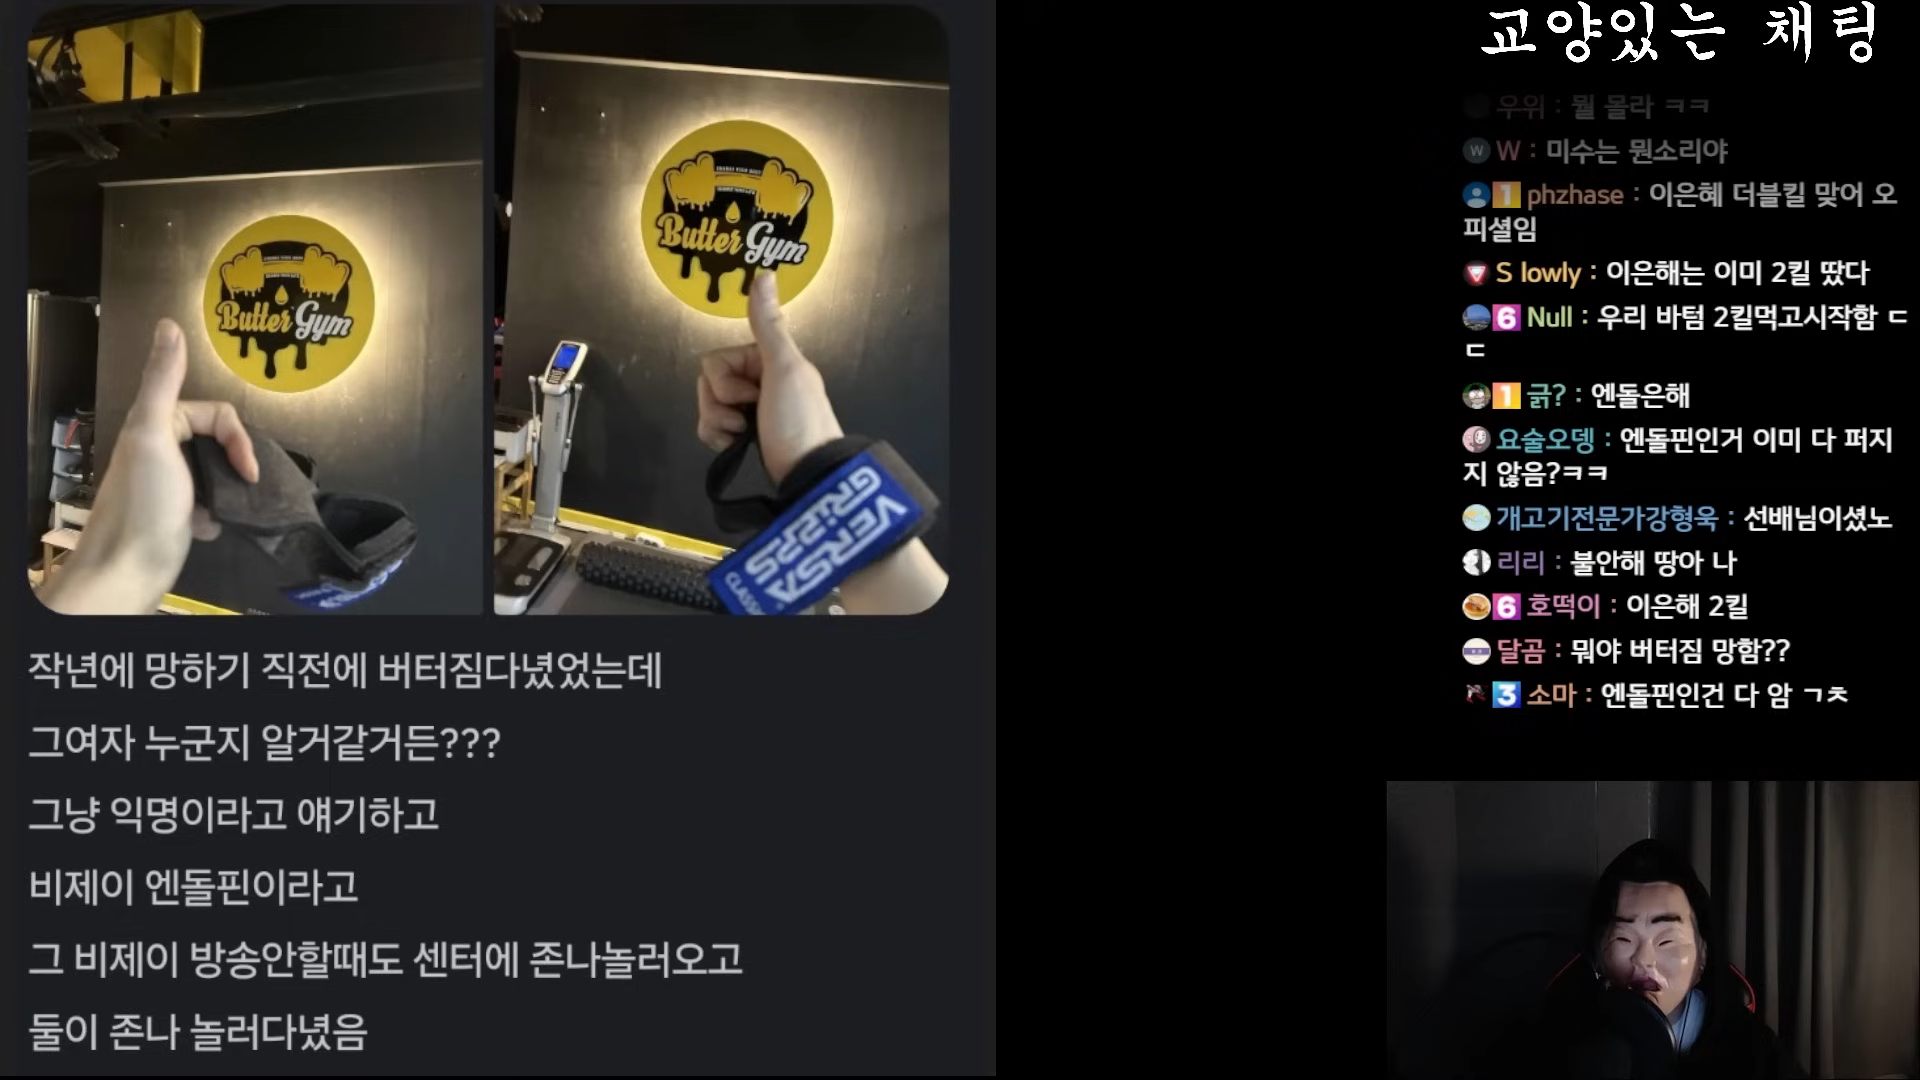 Butter Gym
Butter Gym
VERSA
GRiPPS
CLASSIC
작년에 망하기 직전에 버터짐다녔었는데
그여자 누군지 알거같거든???
그냥 익명이라고 얘기하고
비제이 엔돌핀이라고
그 비제이 방송안할때도 센터에 존나놀러오고
둘이 존나 놀러다녔음
교양있는 채팅
우위 : 뭘 몰라 ㅋㅋ
W W : 미수는 뭔소리야
1 phzhase : 이은혜 더블킬 맞어 오
피셜임
S lowly : 이은해는 이미 2킬 땄다
6 Null : 우리 바텀 2킬먹고시작함 ㄷ
ㄷ
1 긁? : 엔돌은해
요술오뎅 : 엔돌핀인거 이미 다 퍼지
지 않음?ㅋㅋ
개고기전문가강형욱 : 선배님이셨노
리리 : 불안해 땅아 나
6 호떡이 : 이은해 2킬
달곰 : 뭐야 버터짐 망함??
3 소마 : 엔돌핀인건 다 암 ㄱㅊ